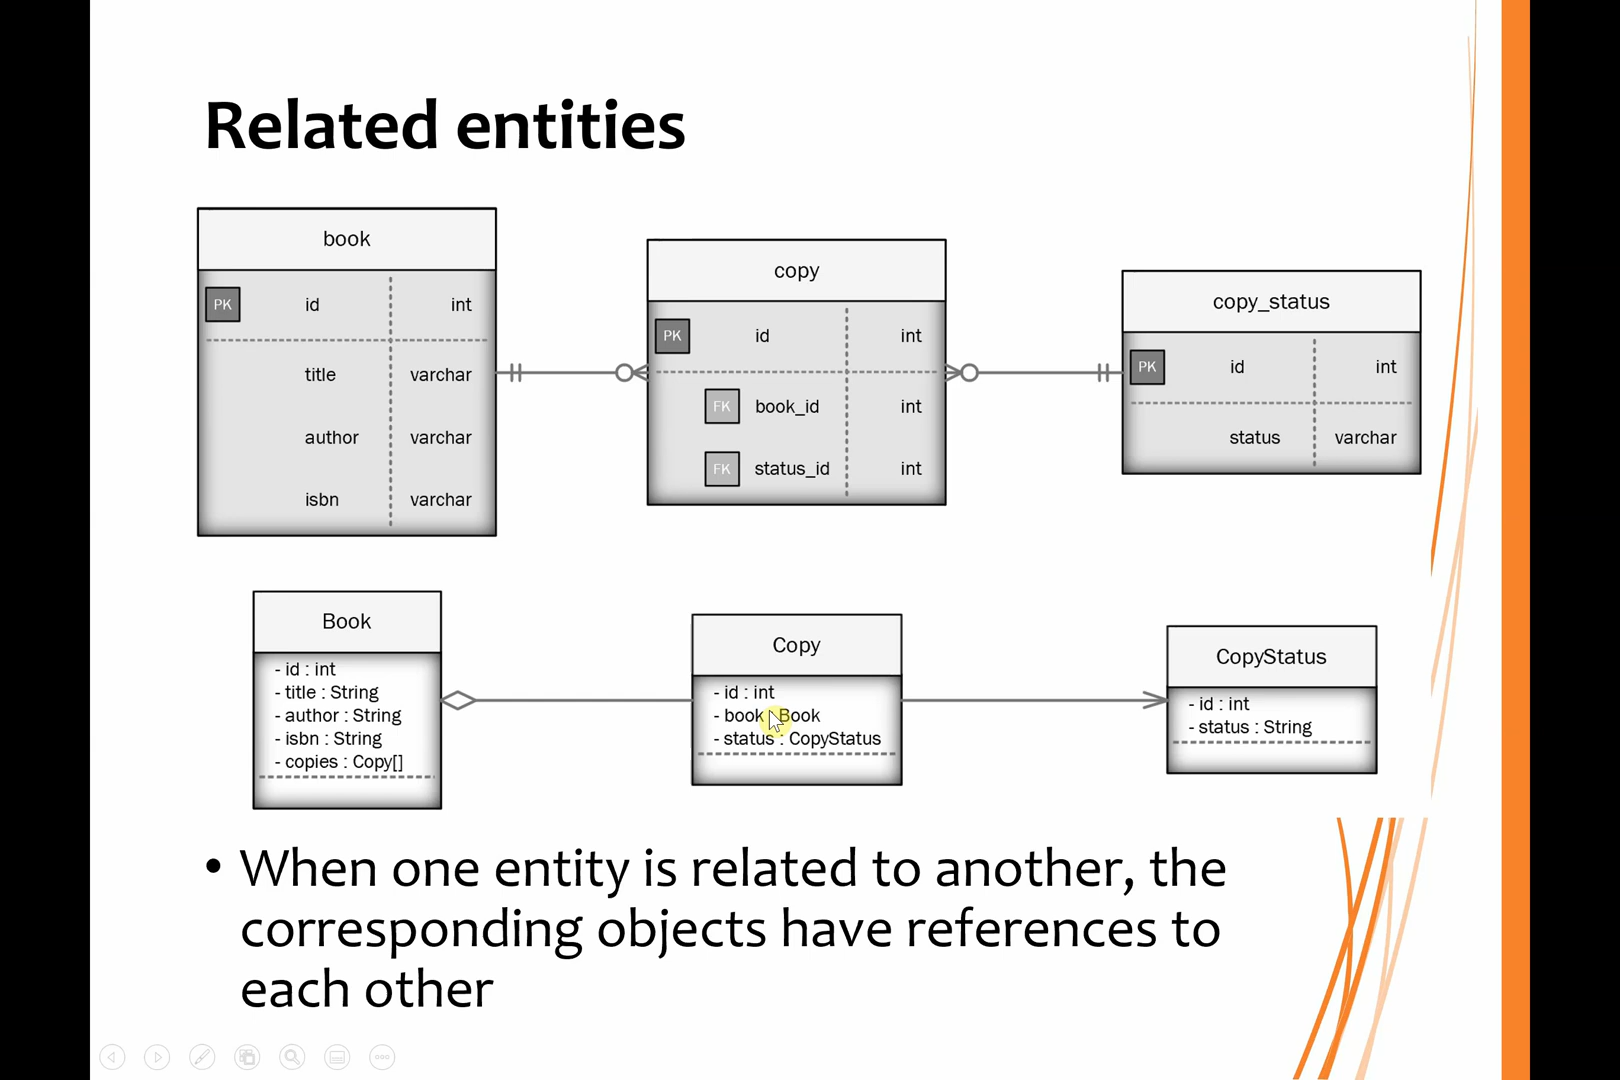 Related entities
book
PK id int
title varchar
author varchar
isbn varchar
copy
PK id int
FK book_id int
FK status_id int
copy_status
PK id int
status varchar
Book
- id : int
- title : String
- author : String
- isbn : String
- copies : Copy[]
Copy
- id : int
- book : Book
- status : CopyStatus
CopyStatus
- id : int
- status : String
• When one entity is related to another, the
corresponding objects have references to
each other